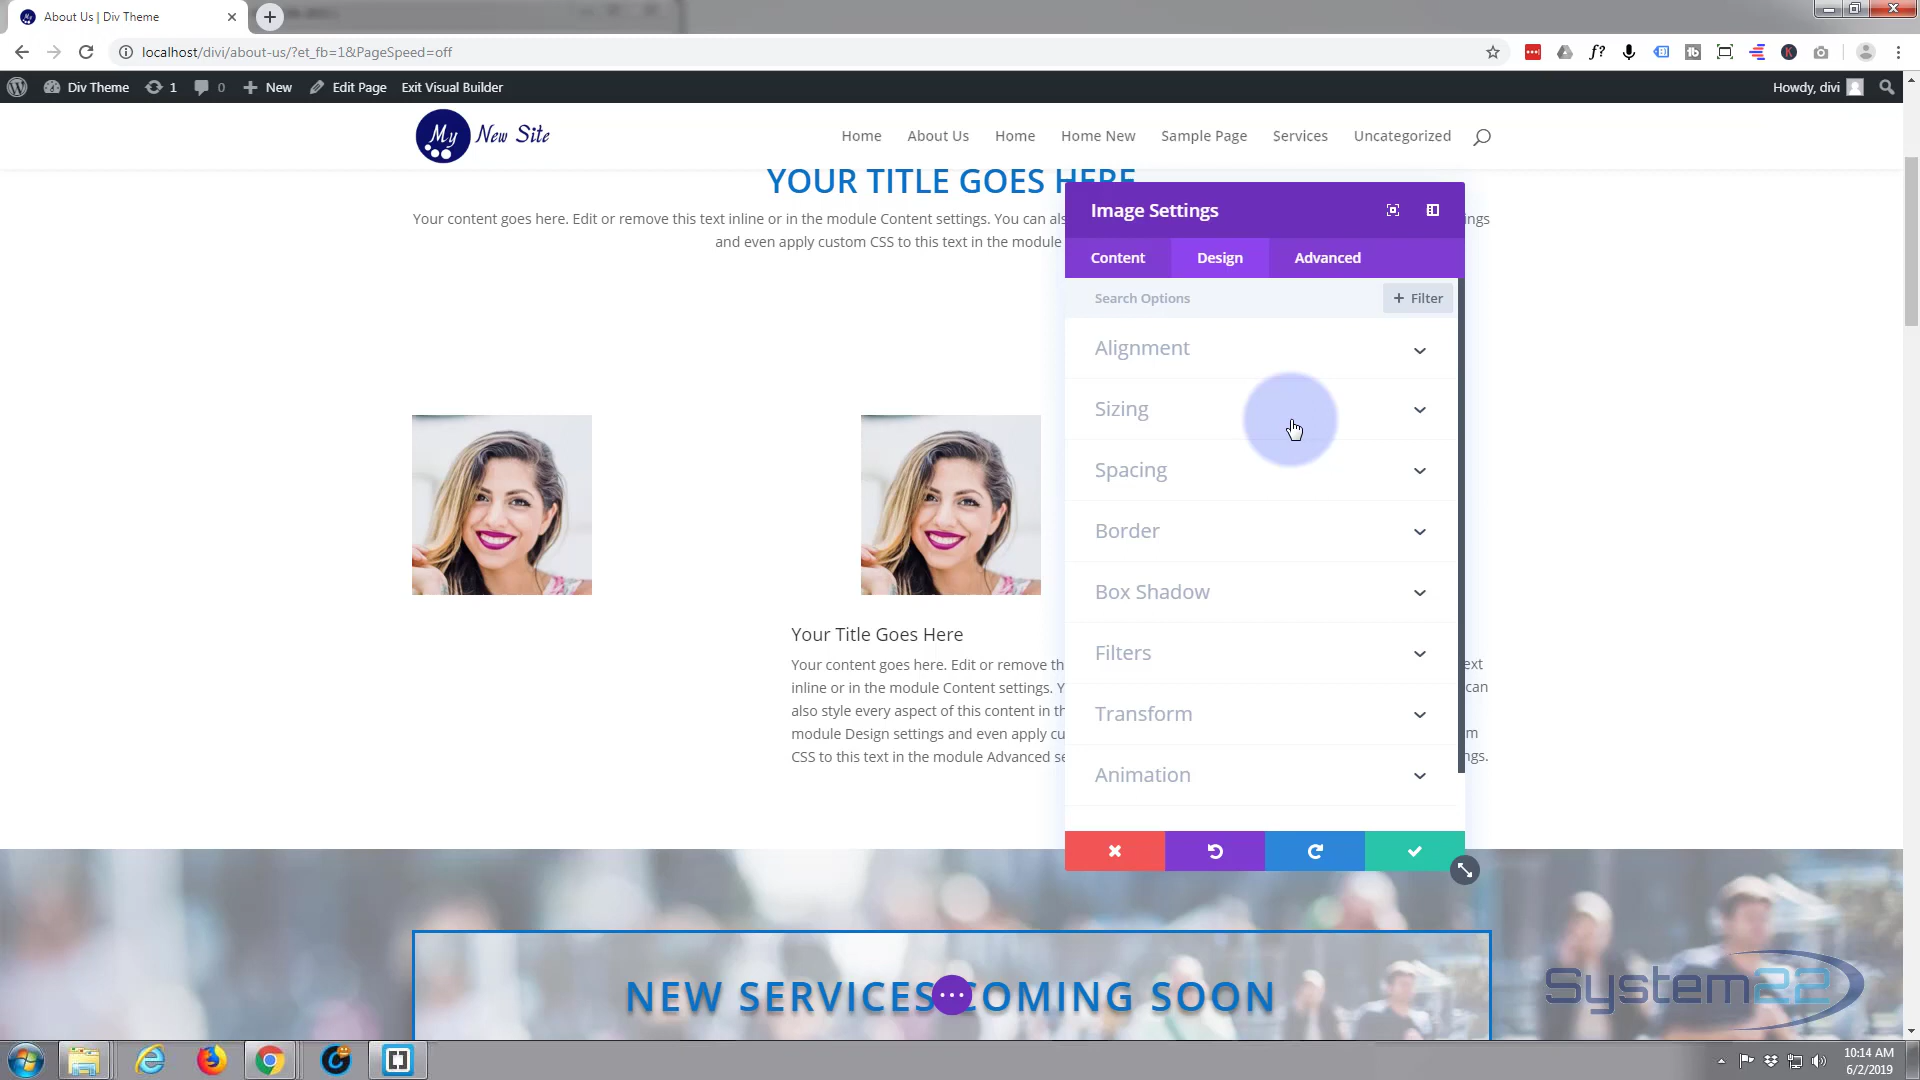 About Us | Div Theme
localhost/divi/about-us/?et_fb=1&PageSpeed=off
Div Theme 1 0 New Edit Page Exit Visual Builder Howdy, divi
My New Site
Home About Us Home Home New Sample Page Services Uncategorized
YOUR TITLE GOES HERE
Your content goes here. Edit or remove this text inline or in the module Content settings. You can als
ngs
and even apply custom CSS to this text in the module
Image Settings
Content Design Advanced
Search Options + Filter
Alignment
Sizing
Spacing
Border
Box Shadow
Filters
Transform
Animation
Your Title Goes Here
Your content goes here. Edit or remove th
inline or in the module Content settings. Y
also style every aspect of this content in th
module Design settings and even apply cu
CSS to this text in the module Advanced se
ext
can
m
ngs.
NEW SERVICES COMING SOON
System22
10:14 AM
6/2/2019